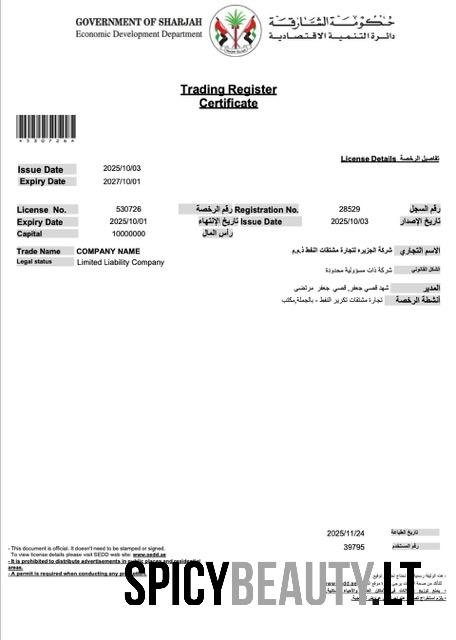 GOVERNMENT OF SHARJAH
Economic Development Department
حكومة الشارقة
دائرة التنمية الاقتصادية
Trading Register
Certificate
*530726*
License Details تفاصيل الرخصة
Issue Date 2025/10/03
Expiry Date 2027/10/01
License No. 530726 رقم الرخصة Registration No. 28529 رقم السجل
Expiry Date 2025/10/01 تاريخ الإنتهاء Issue Date 2025/10/03 تاريخ الإصدار
Capital 10000000 رأس المال
Trade Name COMPANY NAME شركة الجزيره لتجارة مشتقات النفط ذ.م.م الاسم التجاري
Legal status Limited Liability Company شركة ذات مسؤولية محدودة الشكل القانوني
شهد قصي جعفر, قصي جعفر مرتضى المدير
تجارة مشتقات تكرير النفط - بالجملة,مكتب أنشطة الرخصة
2025/11/24 تاريخ الطباعة
39795 رقم المستخدم
- This document is official. It doesn't need to be stamped or signed.
To view license details please visit SEDD web site: www.sedd.ae
- It is prohibited to distribute advertisements in public places and residential
areas.
- A permit is required when conducting any
SPICYBEAUTY.LT